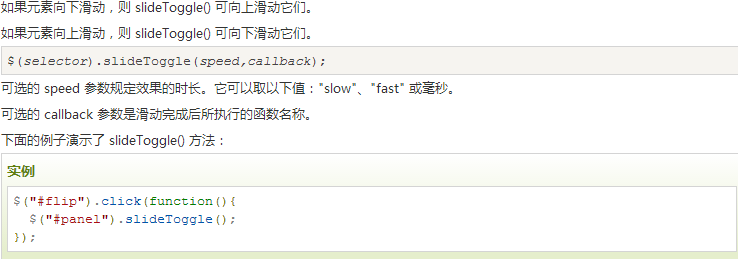 如果元素向下滑动，则 slideToggle() 可向上滑动它们。
如果元素向上滑动，则 slideToggle() 可向下滑动它们。
$(selector).slideToggle(speed,callback);
可选的 speed 参数规定效果的时长。它可以取以下值："slow"、"fast" 或毫秒。
可选的 callback 参数是滑动完成后所执行的函数名称。
下面的例子演示了 slideToggle() 方法：
实例
$("#flip").click(function(){
  $("#panel").slideToggle();
});